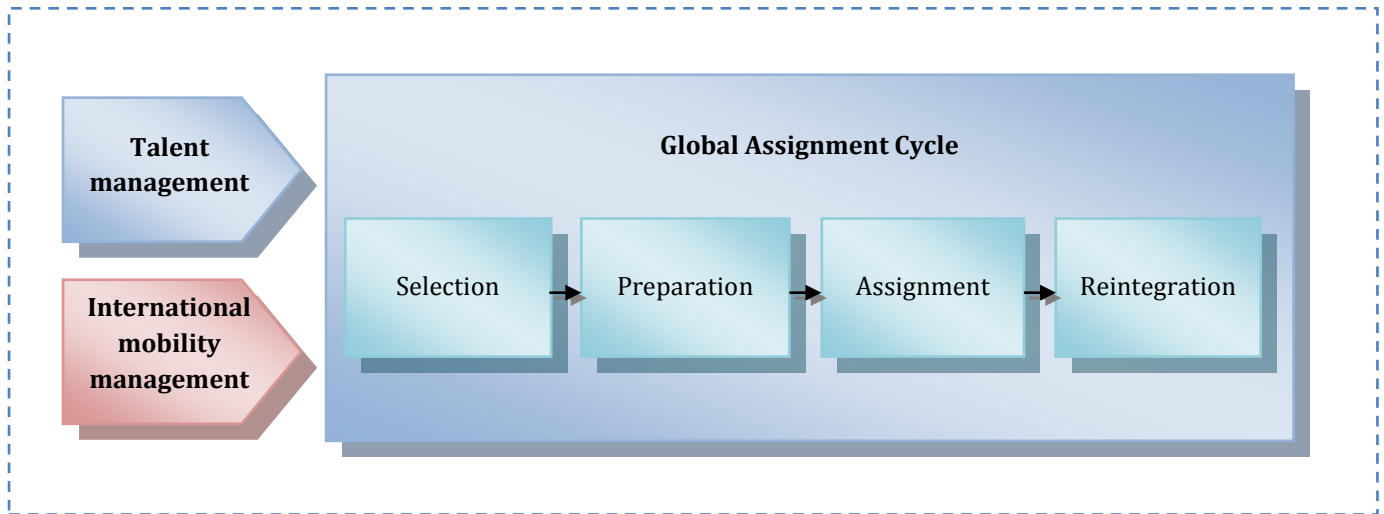 Talent
management
International
mobility
management
Global Assignment Cycle
Selection
Preparation
Assignment
Reintegration